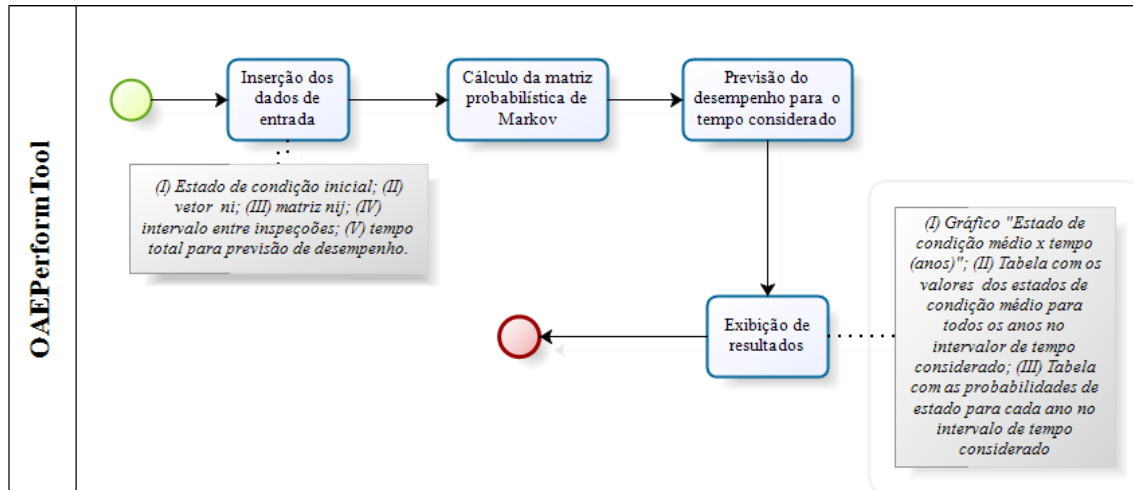 OAEPerformTool
Inserção dos
dados de
entrada
Cálculo da matriz
probabilística de
Markov
Previsão do
desempenho para o
tempo considerado
(I) Estado de condição inicial; (II)
vetor ni; (III) matriz nij; (IV)
intervalo entre inspeções; (V) tempo
total para previsão de desempenho.
Exibição de
resultados
(I) Gráfico "Estado de
condição médio x tempo
(anos)"; (II) Tabela com os
valores dos estados de
condição médio para
todos os anos no
intervalor de tempo
considerado; (III) Tabela
com as probabilidades de
estado para cada ano no
intervalo de tempo
considerado